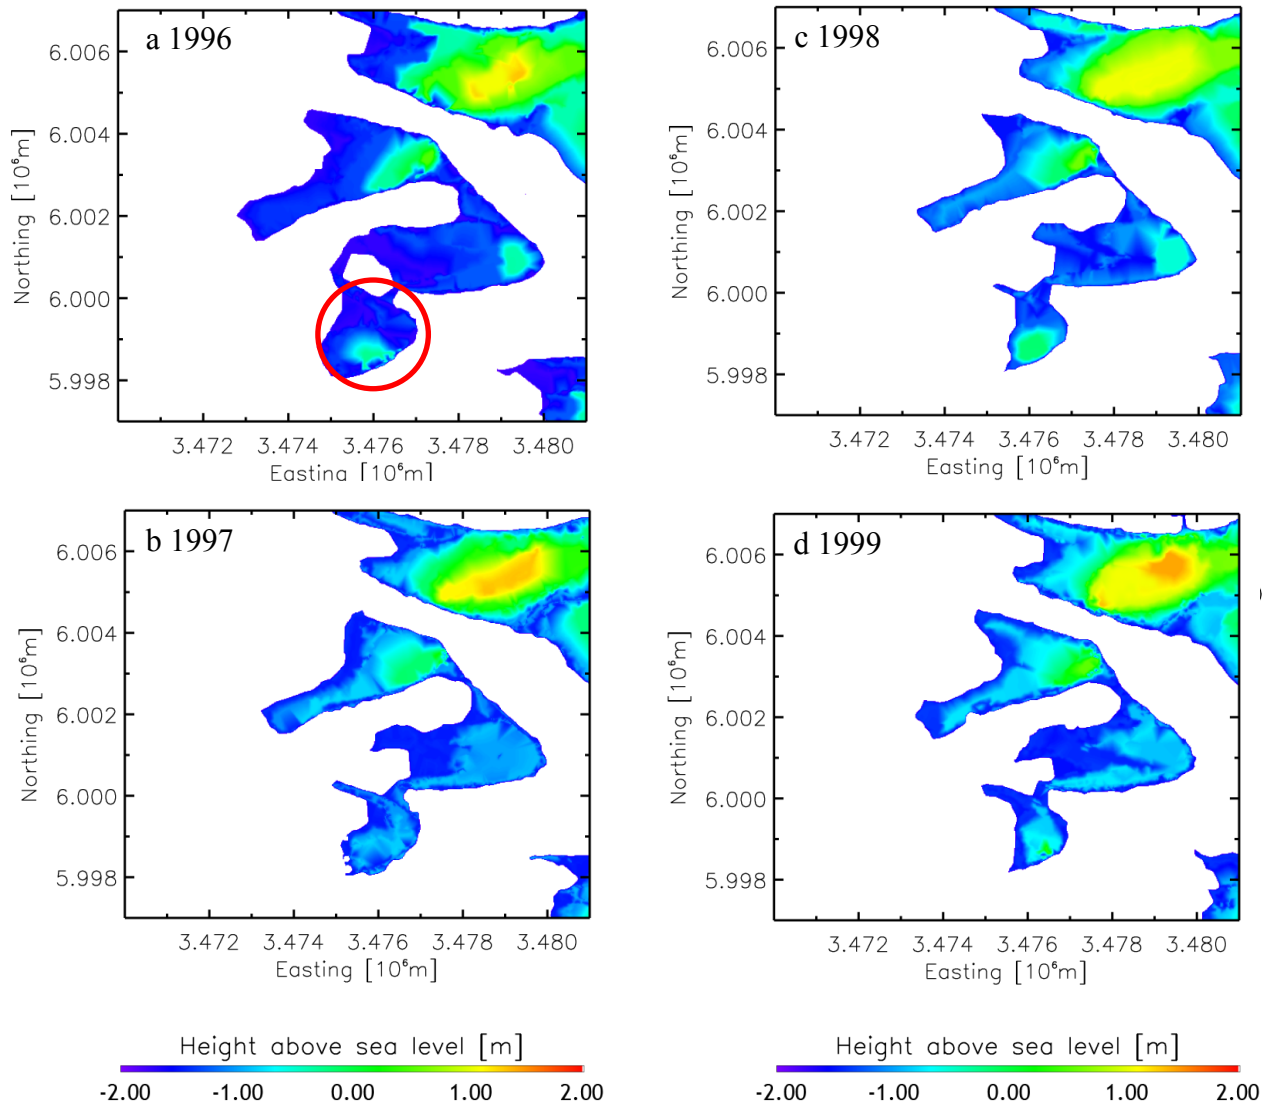 a 1996
6.006
6.004
6.002
6.000
5.998
Northing [10⁶m]
3.472 3.474 3.476 3.478 3.480
Easting [10⁶m]
c 1998
6.006
6.004
6.002
6.000
5.998
Northing [10⁶m]
3.472 3.474 3.476 3.478 3.480
Easting [10⁶m]
b 1997
6.006
6.004
6.002
6.000
5.998
Northing [10⁶m]
3.472 3.474 3.476 3.478 3.480
Easting [10⁶m]
d 1999
6.006
6.004
6.002
6.000
5.998
Northing [10⁶m]
3.472 3.474 3.476 3.478 3.480
Easting [10⁶m]
Height above sea level [m]
-2.00 -1.00 0.00 1.00 2.00
Height above sea level [m]
-2.00 -1.00 0.00 1.00 2.00